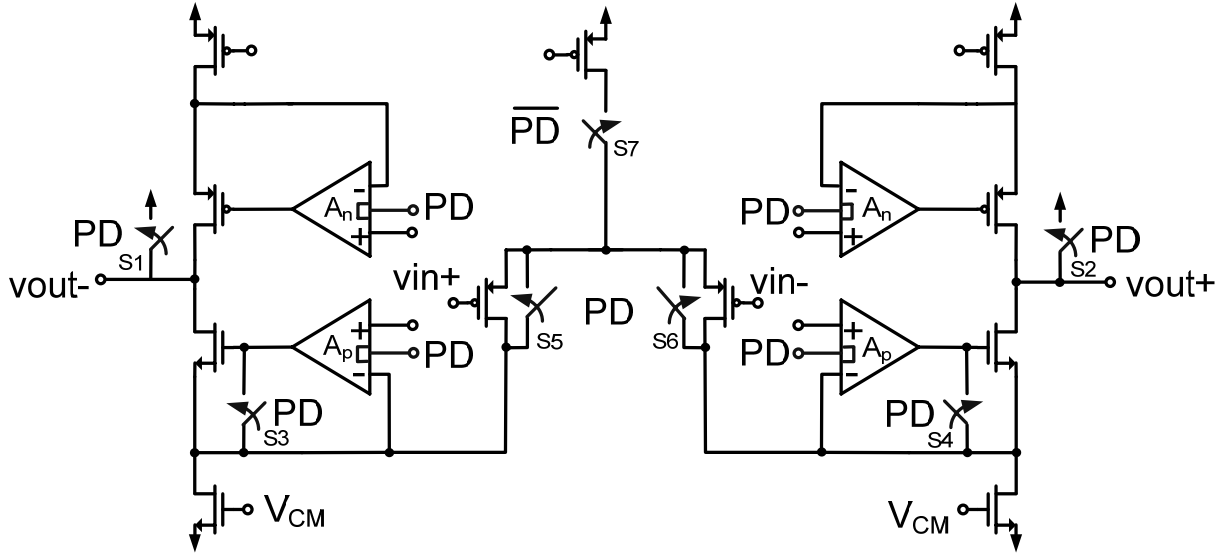 PD
S7
An
PD
An
PD
PD
S1
PD
S2
vout-
vout+
vin+
vin-
PD
S5
S6
Ap
PD
PD
Ap
PD
S3
PD
S4
VCM
VCM